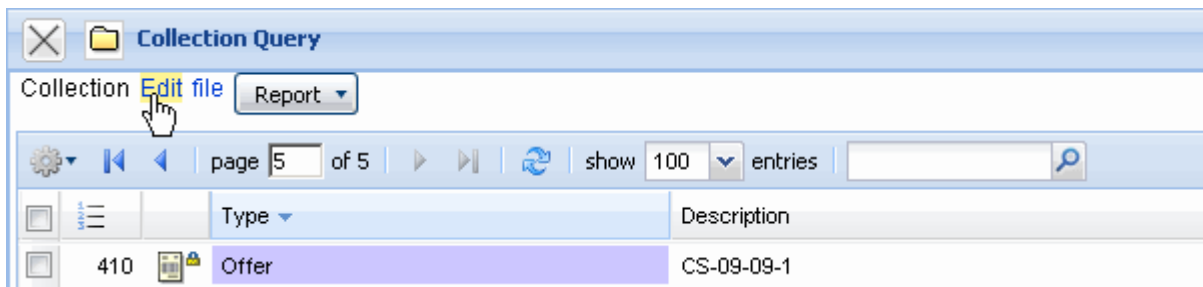 Collection Query
Collection Edit file Report
page 5 of 5 show 100 entries
Type Description
410 Offer CS-09-09-1